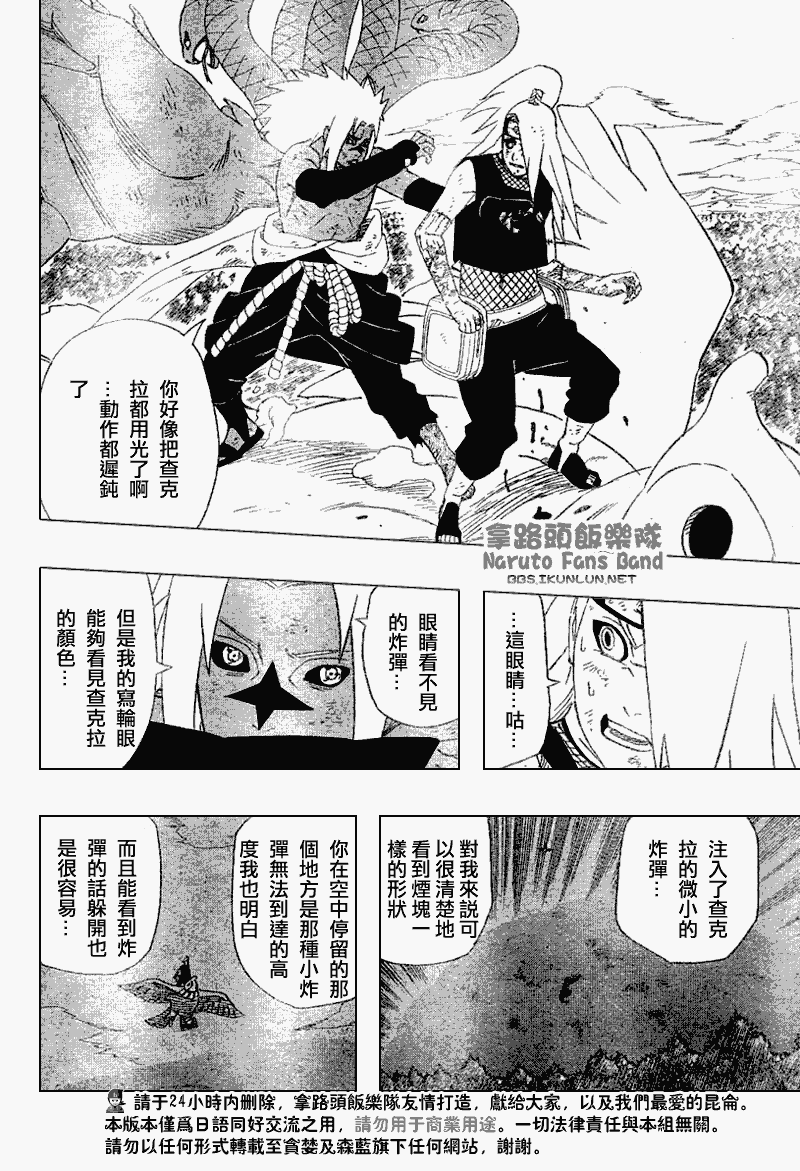 你好像把查克
拉都用光了啊
…動作都遲鈍
了
拿路頭飯樂隊
Naruto Fans Band
BBS.IKUNLUN.NET
…這眼睛…咕…
眼睛看不見
的炸彈…
但是我的寫輪眼
能夠看見查克拉
的顏色…
注入了查克
拉的微小的
炸彈…
對我來說可
以很清楚地
看到煙塊一
樣的形狀
你在空中停留的那
個地方是那種小炸
彈無法到達的高
度我也明白
而且能看到炸
彈的話躲開也
是很容易…
請于24小時内刪除，拿路頭飯樂隊友情打造，獻給大家，以及我們最愛的昆侖。
本版本僅爲日語同好交流之用，請勿用于商業用途。一切法律責任與本組無關。
請勿以任何形式轉載至貪婪及森藍旗下任何網站，謝謝。